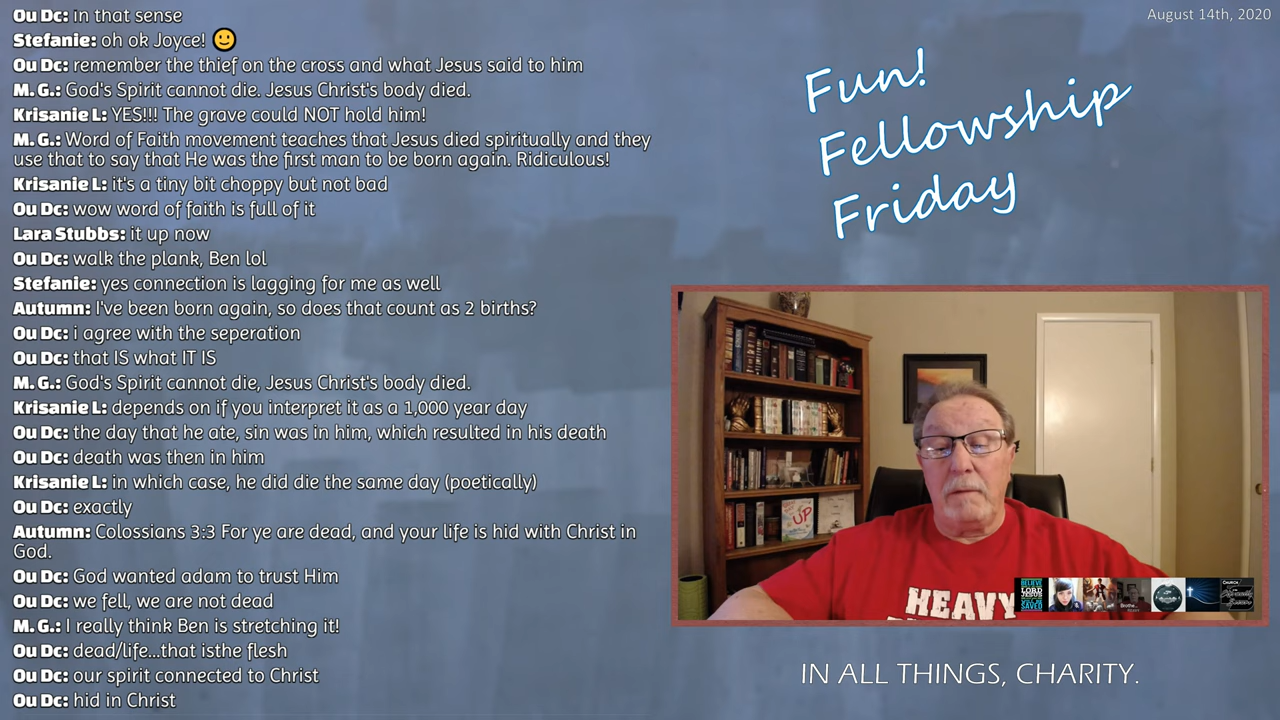 Ou Dc: in that sense
Stefanie: oh ok Joyce! 🙂
Ou Dc: remember the thief on the cross and what Jesus said to him
M. G.: God's Spirit cannot die. Jesus Christ's body died.
Krisanie L: YES!!! The grave could NOT hold him!
M. G.: Word of Faith movement teaches that Jesus died spiritually and they
use that to say that He was the first man to be born again. Ridiculous!
Krisanie L: it's a tiny bit choppy but not bad
Ou Dc: wow word of faith is full of it
Lara Stubbs: it up now
Ou Dc: walk the plank, Ben lol
Stefanie: yes connection is lagging for me as well
Autumn: I've been born again, so does that count as 2 births?
Ou Dc: i agree with the seperation
Ou Dc: that IS what IT IS
M. G.: God's Spirit cannot die, Jesus Christ's body died.
Krisanie L: depends on if you interpret it as a 1,000 year day
Ou Dc: the day that he ate, sin was in him, which resulted in his death
Ou Dc: death was then in him
Krisanie L: in which case, he did die the same day (poetically)
Ou Dc: exactly
Autumn: Colossians 3:3 For ye are dead, and your life is hid with Christ in
God.
Ou Dc: God wanted adam to trust Him
Ou Dc: we fell, we are not dead
M. G.: I really think Ben is stretching it!
Ou Dc: dead/life...that isthe flesh
Ou Dc: our spirit connected to Christ
Ou Dc: hid in Christ
August 14th, 2020
Fun!
Fellowship
Friday
UP
HEAVY
BELIEVE
LORD
JESUS
SAVED
Brothe...
CHURCH
IN ALL THINGS, CHARITY.